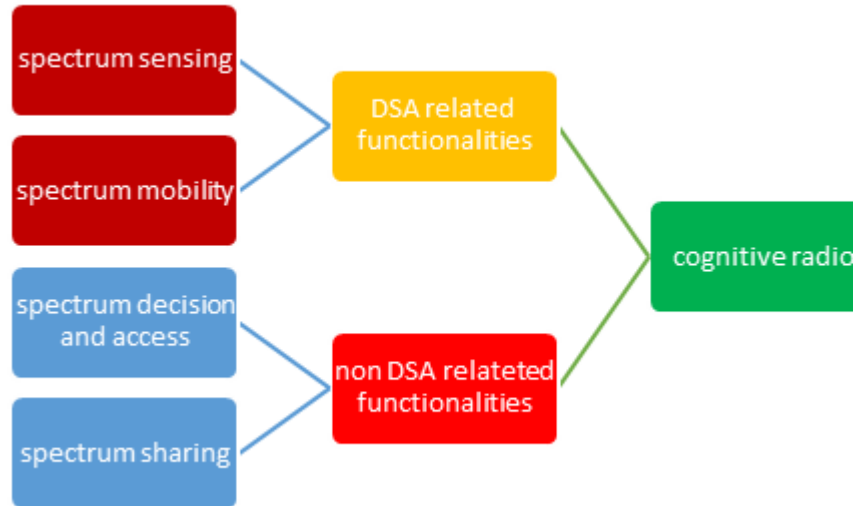 spectrum sensing
DSA related
functionalities
spectrum mobility
cognitive radio
spectrum decision
and access
non DSA relateted
functionalities
spectrum sharing